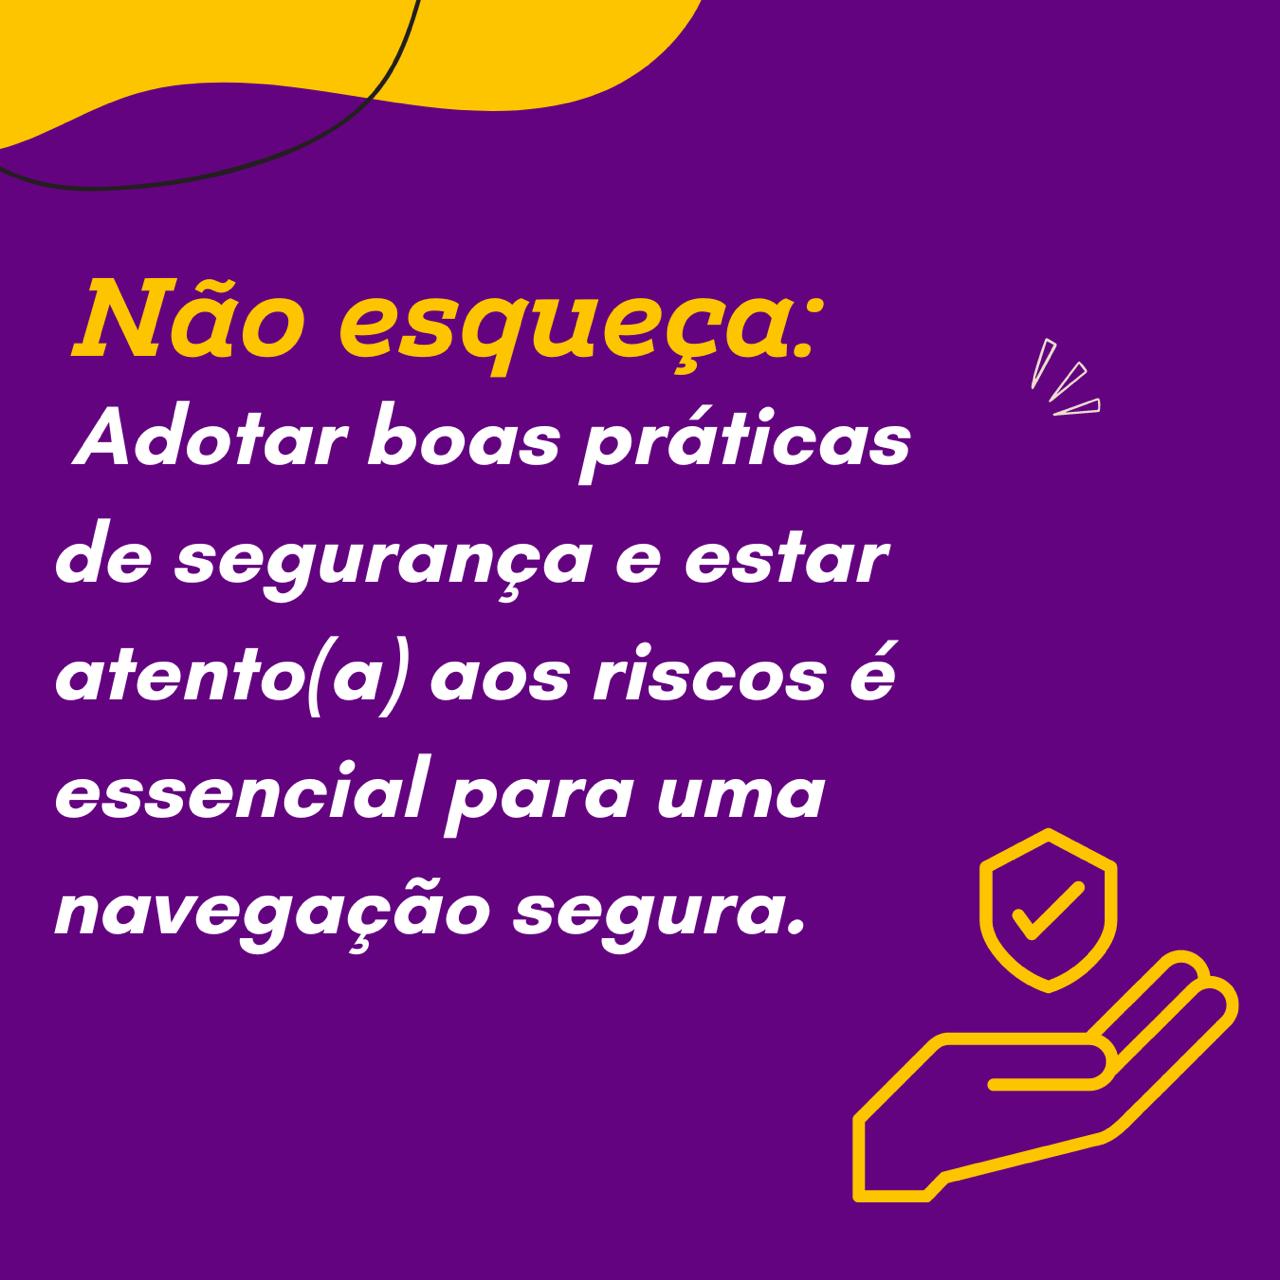 Não esqueça:
Adotar boas práticas
de segurança e estar
atento(a) aos riscos é
essencial para uma
navegação segura.